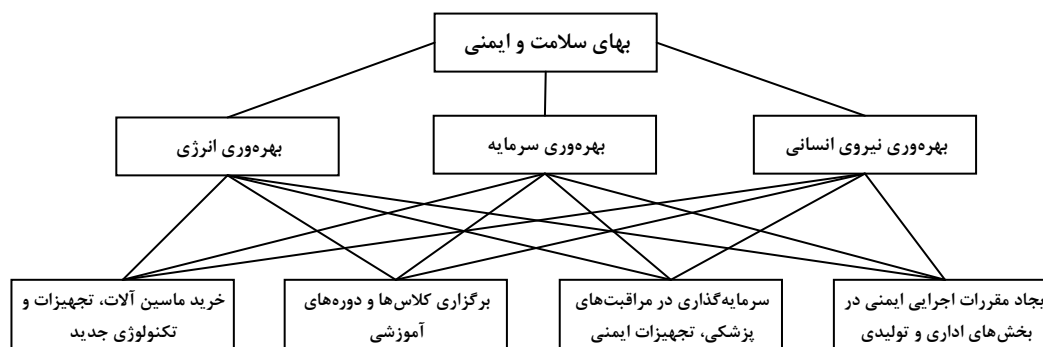 بهای سلامت و ایمنی
بهره‌وری نیروی انسانی
بهره‌وری سرمایه
بهره‌وری انرژی
یجاد مقررات اجرایی ایمنی در
بخش‌های اداری و تولیدی
سرمایه‌گذاری در مراقبت‌های
پزشکی، تجهیزات ایمنی
برگزاری کلاس‌ها و دوره‌های
آموزشی
خرید ماسین آلات، تجهیزات و
تکنولوژی جدید